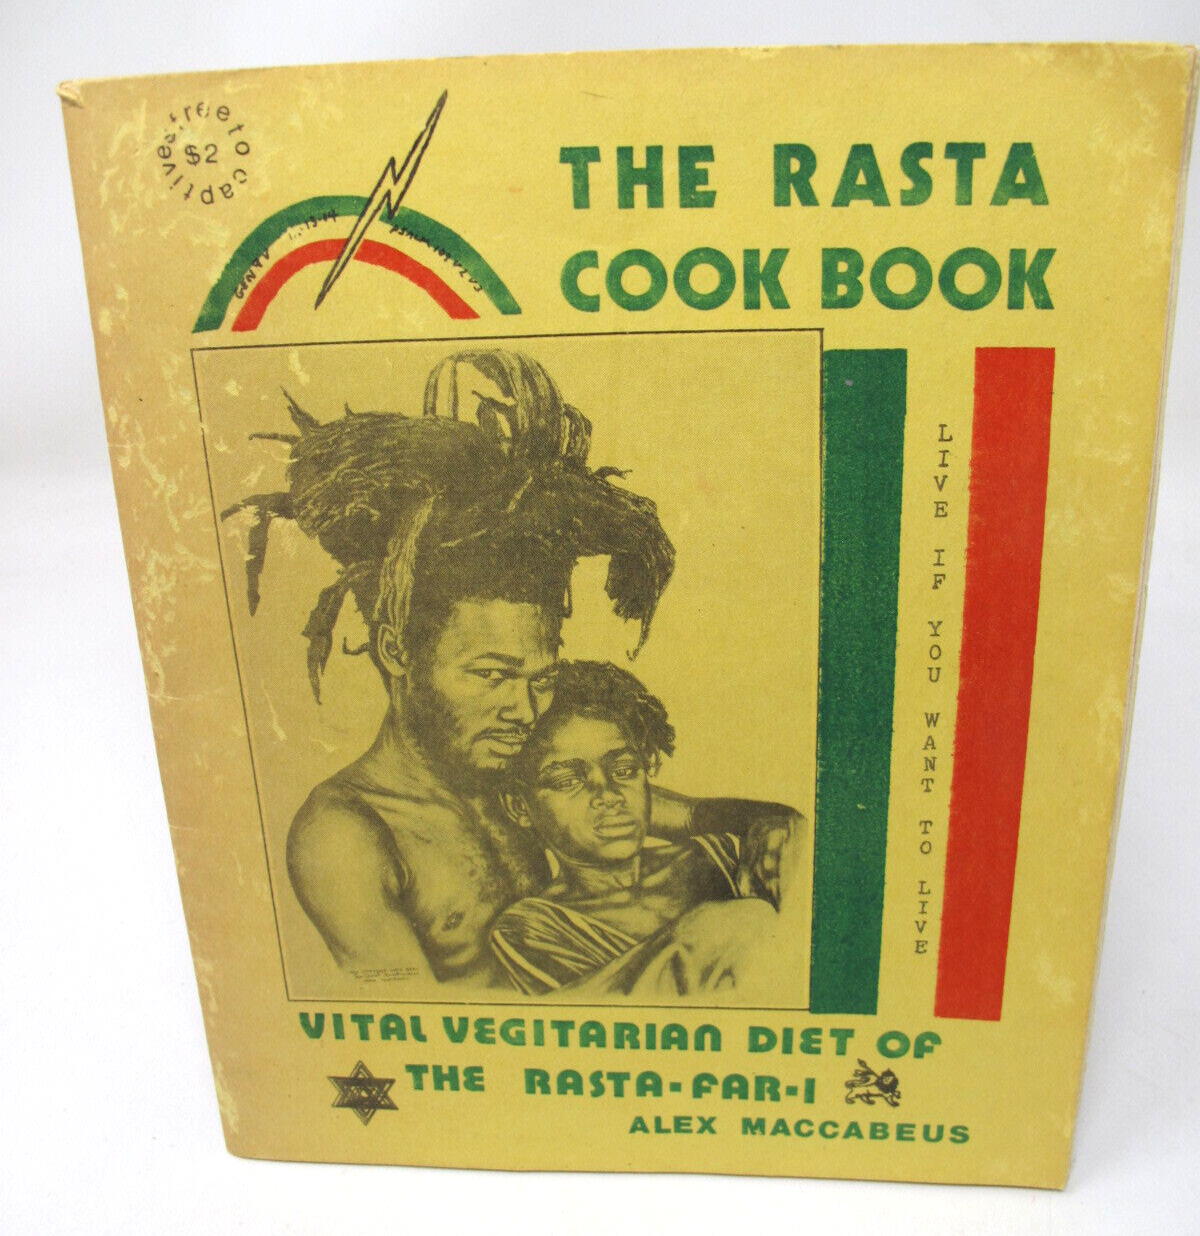 free to captives
$2
THE RASTA
COOK BOOK
LIVE IF YOU WANT TO LIVE
VITAL VEGITARIAN DIET OF
THE RASTA-FAR-I
ALEX MACCABEUS